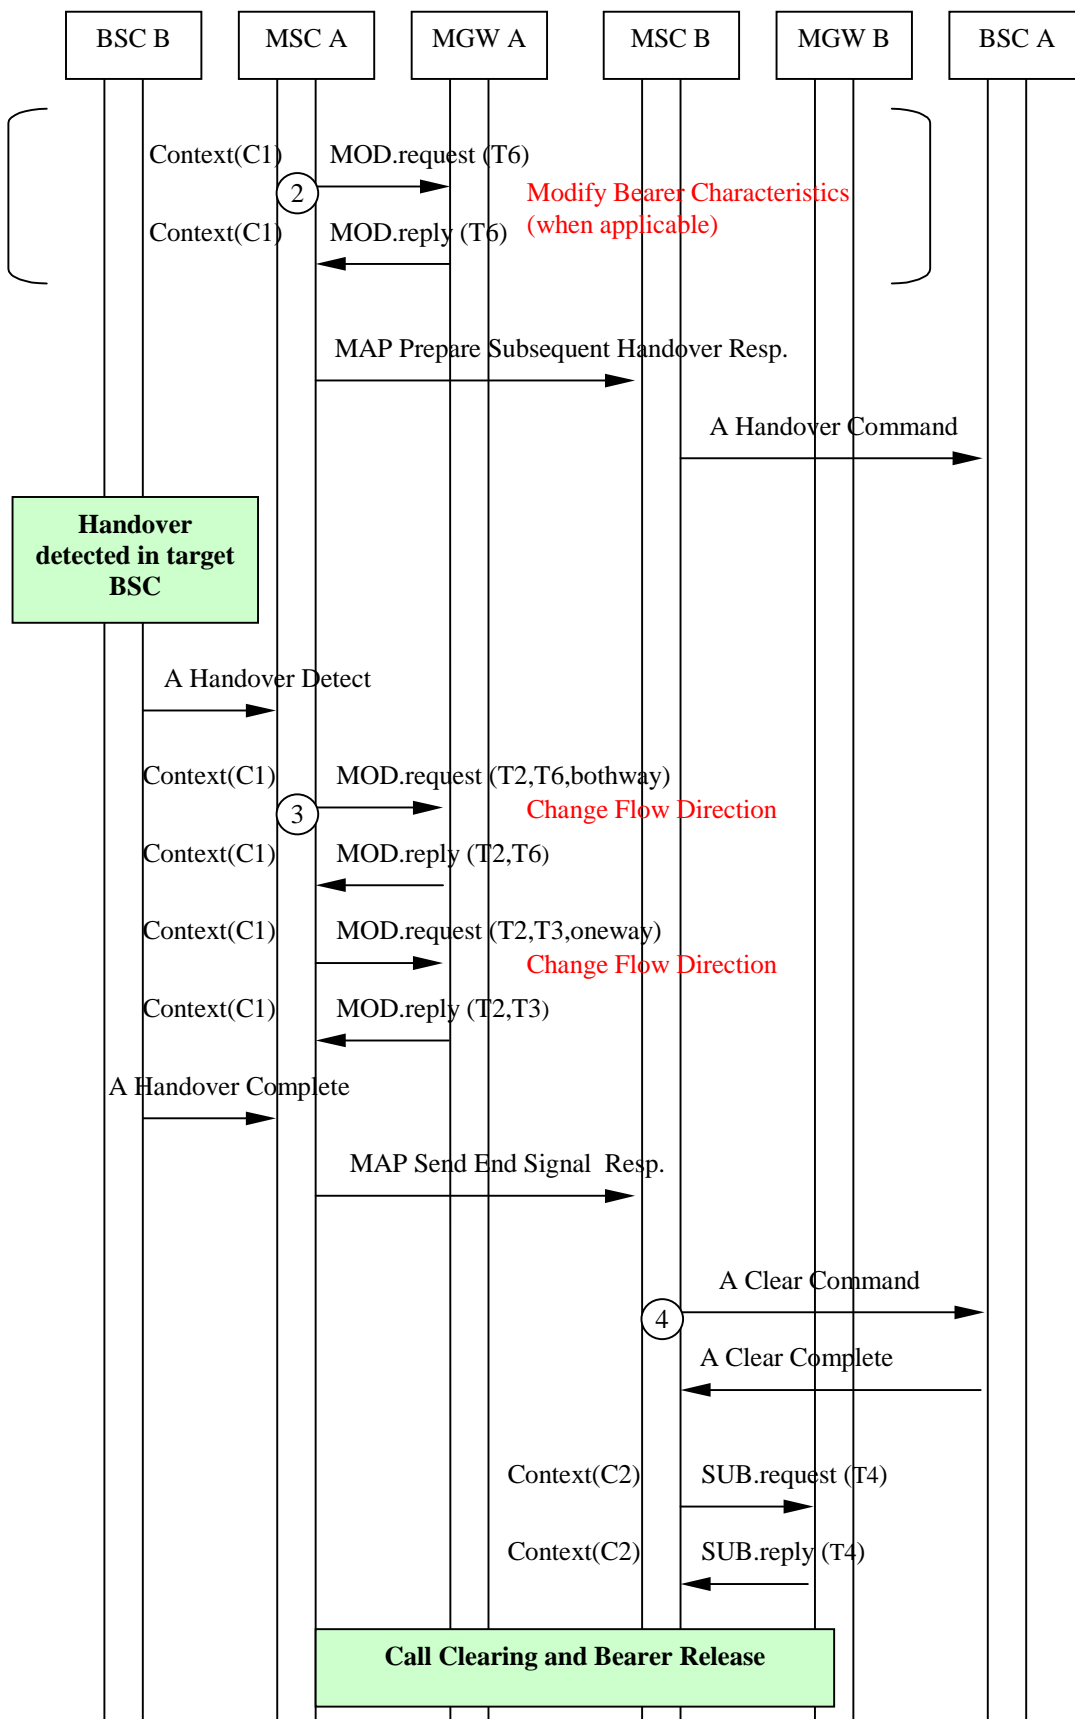 BSC B
MSC A
MGW A
MSC B
MGW B
BSC A
Context(C1)
MOD.request (T6)
2
Modify Bearer Characteristics
(when applicable)
Context(C1)
MOD.reply (T6)
MAP Prepare Subsequent Handover Resp.
A Handover Command
Handover
detected in target
BSC
A Handover Detect
Context(C1)
MOD.request (T2,T6,bothway)
3
Change Flow Direction
Context(C1)
MOD.reply (T2,T6)
Context(C1)
MOD.request (T2,T3,oneway)
Change Flow Direction
Context(C1)
MOD.reply (T2,T3)
A Handover Complete
MAP Send End Signal  Resp.
A Clear Command
4
A Clear Complete
Context(C2)
SUB.request (T4)
Context(C2)
SUB.reply (T4)
Call Clearing and Bearer Release